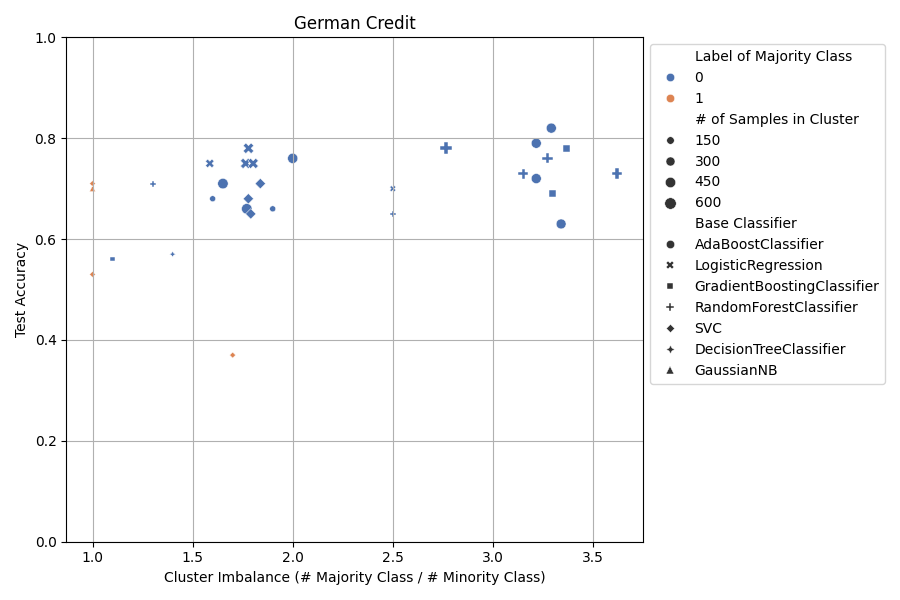 German Credit
Test Accuracy
1.0
0.8
0.6
0.4
0.2
0.0
1.0 1.5 2.0 2.5 3.0 3.5
Cluster Imbalance (# Majority Class / # Minority Class)
Label of Majority Class
0
1
# of Samples in Cluster
150
300
450
600
Base Classifier
AdaBoostClassifier
LogisticRegression
GradientBoostingClassifier
RandomForestClassifier
SVC
DecisionTreeClassifier
GaussianNB